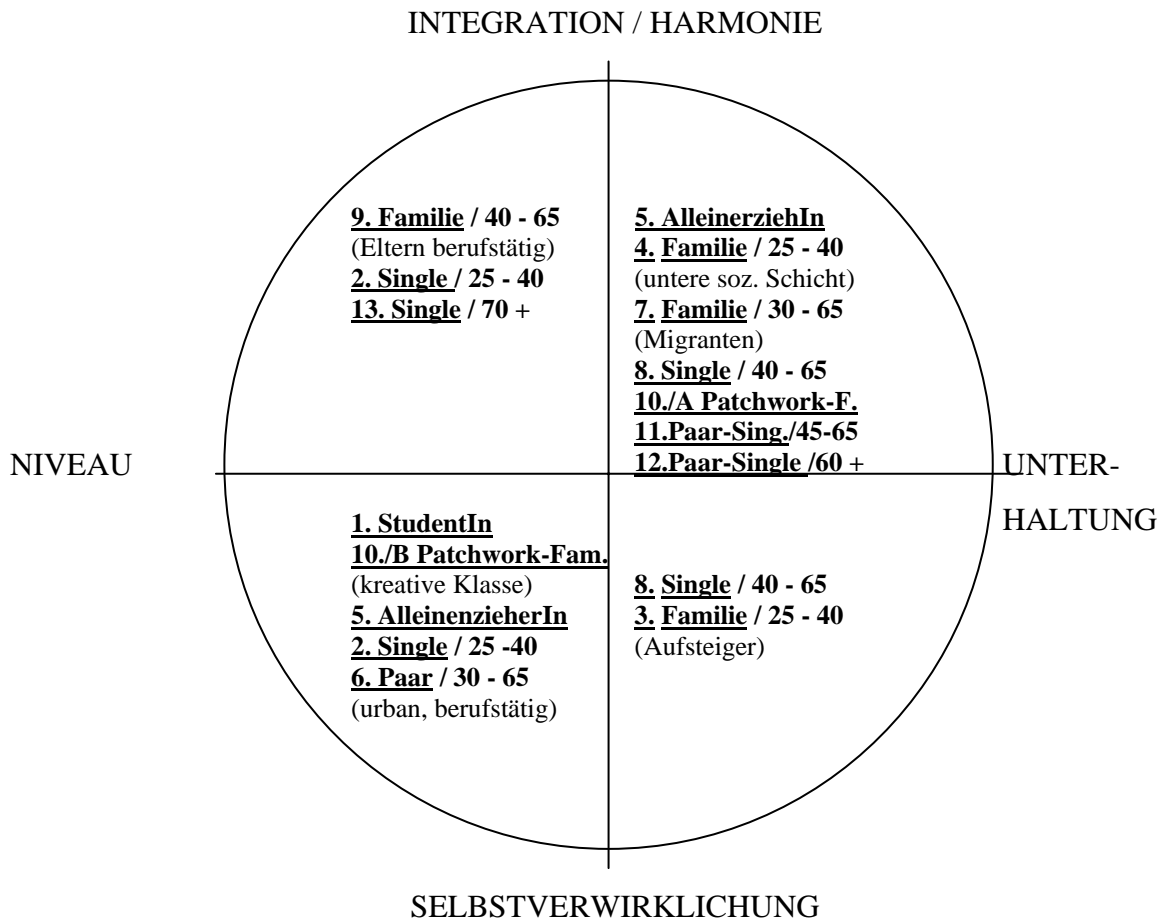 INTEGRATION / HARMONIE
9. Familie / 40 - 65
(Eltern berufstätig)
2. Single / 25 - 40
13. Single / 70 +
5. AlleinerziehIn
4. Familie / 25 - 40
(untere soz. Schicht)
7. Familie / 30 - 65
(Migranten)
8. Single / 40 - 65
10./A Patchwork-F.
11.Paar-Sing./45-65
12.Paar-Single /60 +
NIVEAU
UNTER-
HALTUNG
1. StudentIn
10./B Patchwork-Fam.
(kreative Klasse)
5. AlleinenzieherIn
2. Single / 25 -40
6. Paar / 30 - 65
(urban, berufstätig)
8. Single / 40 - 65
3. Familie / 25 - 40
(Aufsteiger)
SELBSTVERWIRKLICHUNG